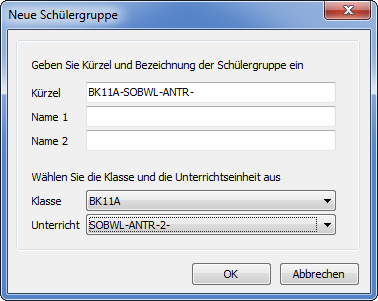 Neue Schülergruppe
Geben Sie Kürzel und Bezeichnung der Schülergruppe ein
Kürzel BK11A-SOBWL-ANTR-
Name 1
Name 2
Wählen Sie die Klasse und die Unterrichtseinheit aus
Klasse BK11A
Unterricht SOBWL-ANTR-2-
OK Abbrechen